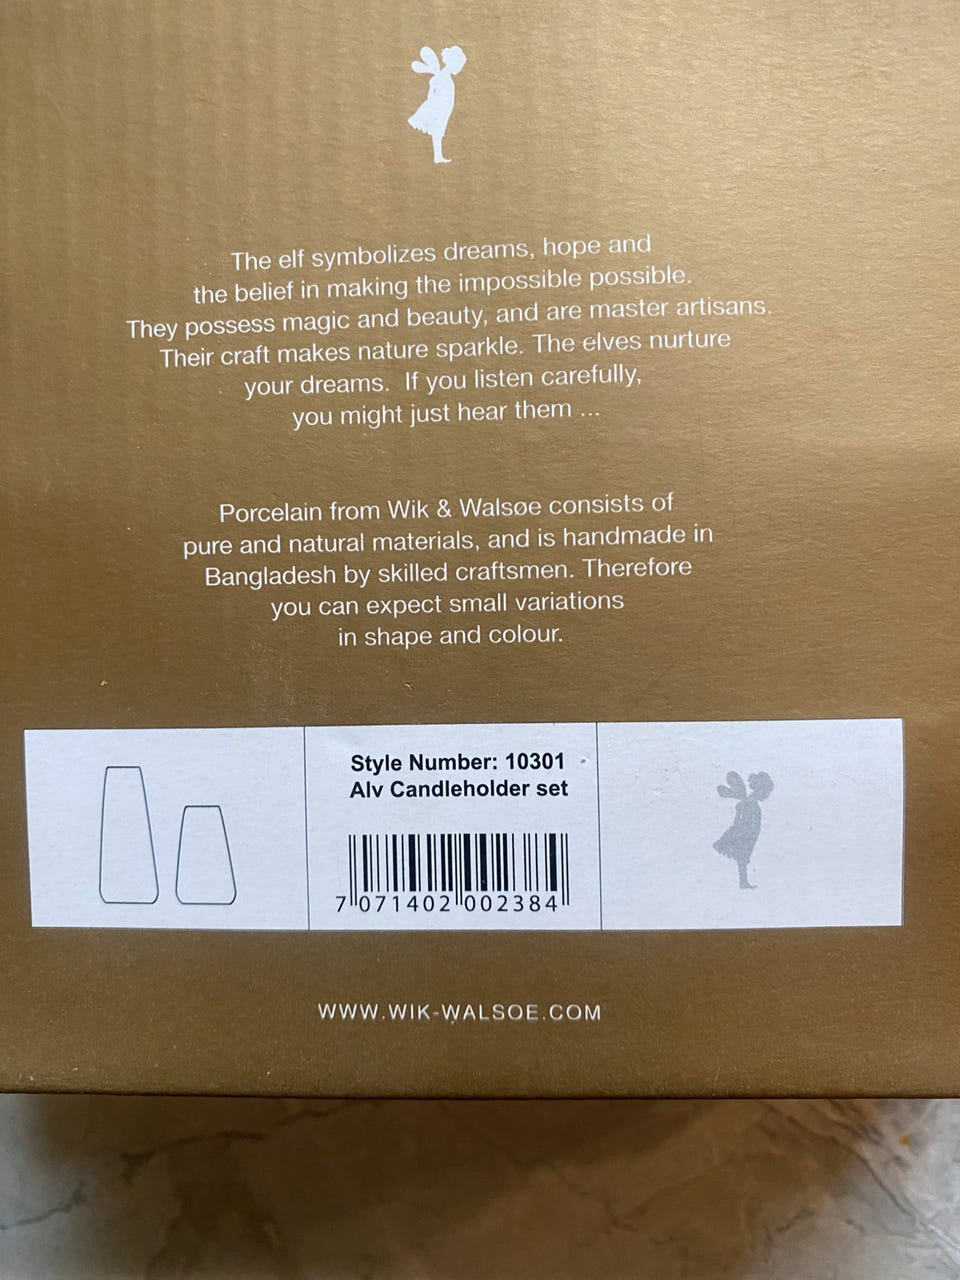 The elf symbolizes dreams, hope and
the belief in making the impossible possible.
They possess magic and beauty, and are master artisans.
Their craft makes nature sparkle. The elves nurture
your dreams. If you listen carefully,
you might just hear them ...
Porcelain from Wik & Walsøe consists of
pure and natural materials, and is handmade in
Bangladesh by skilled craftsmen. Therefore
you can expect small variations
in shape and colour.
Style Number: 10301
Alv Candleholder set
7 071402 002384
WWW.WIK-WALSOE.COM